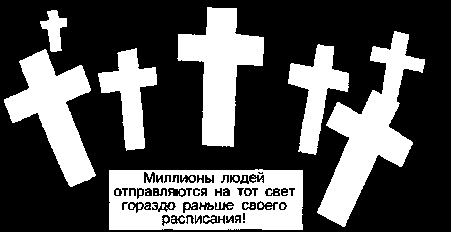 Миллионы людей
отправляются на тот свет
гораздо раньше своего
расписания!